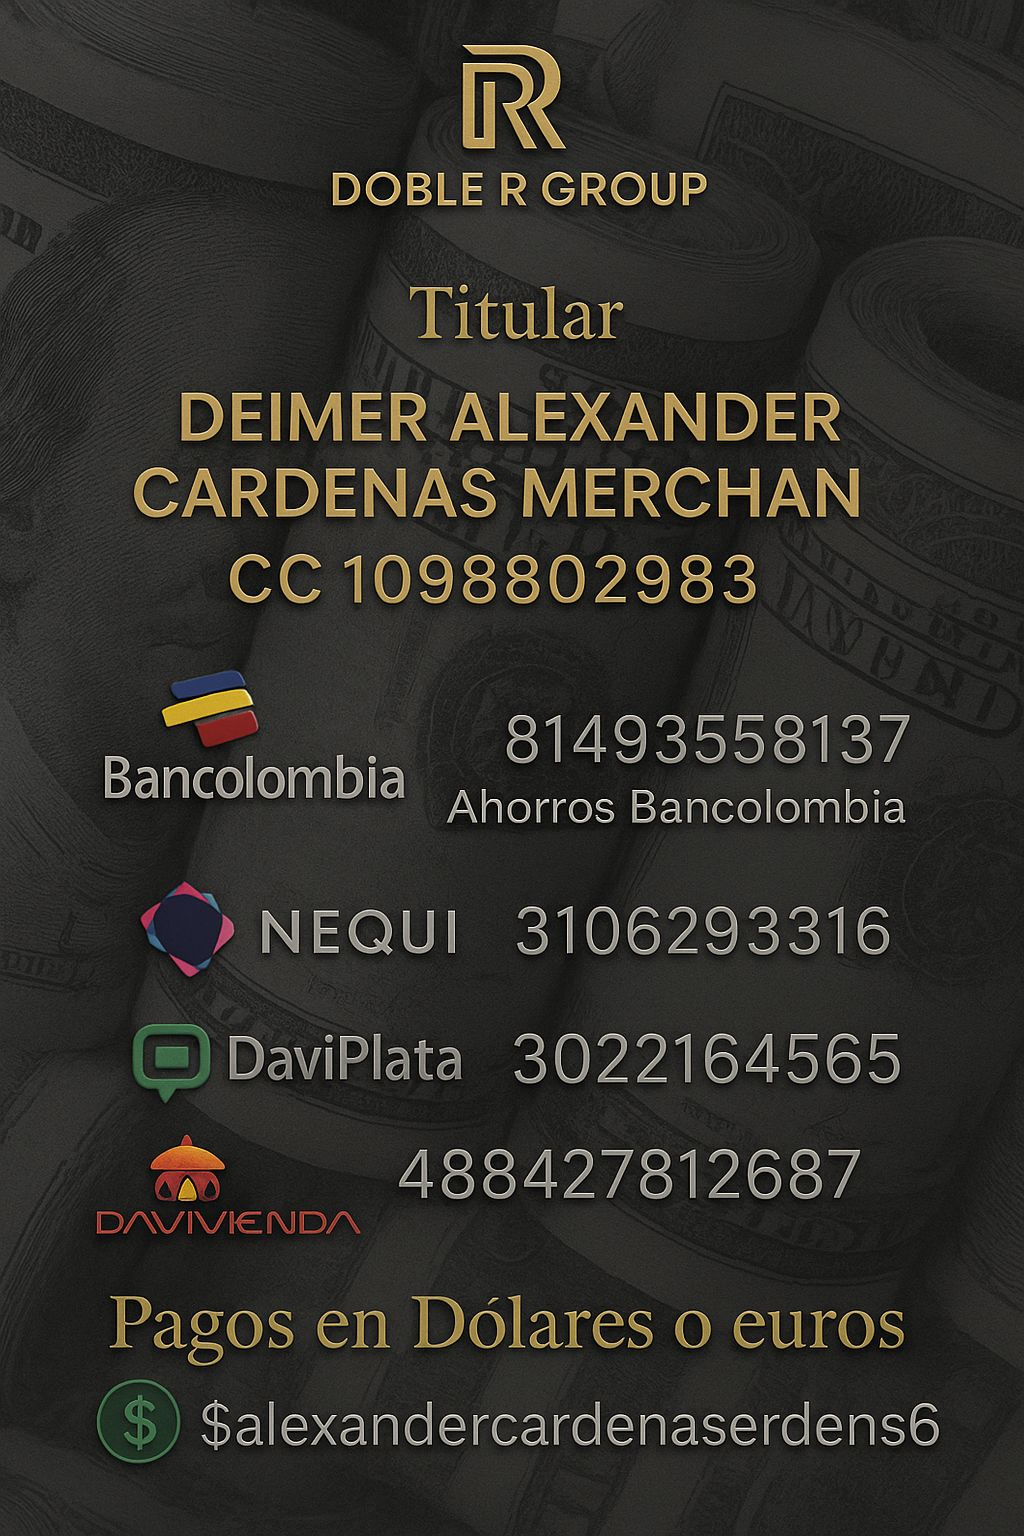 DOBLE R GROUP
Titular
DEIMER ALEXANDER
CARDENAS MERCHAN
CC 1098802983
Bancolombia
81493558137
Ahorros Bancolombia
NEQUI 3106293316
DaviPlata 3022164565
DAVIVIENDA
488427812687
Pagos en Dólares o euros
$ $alexandercardenaserdens6